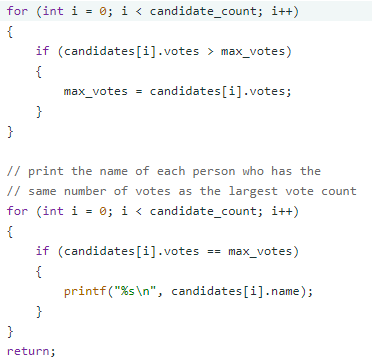 for (int i = 0; i < candidate_count; i++)
{
    if (candidates[i].votes > max_votes)
    {
        max_votes = candidates[i].votes;
    }
}

// print the name of each person who has the
// same number of votes as the largest vote count
for (int i = 0; i < candidate_count; i++)
{
    if (candidates[i].votes == max_votes)
    {
        printf("%s\n", candidates[i].name);
    }
}
return;